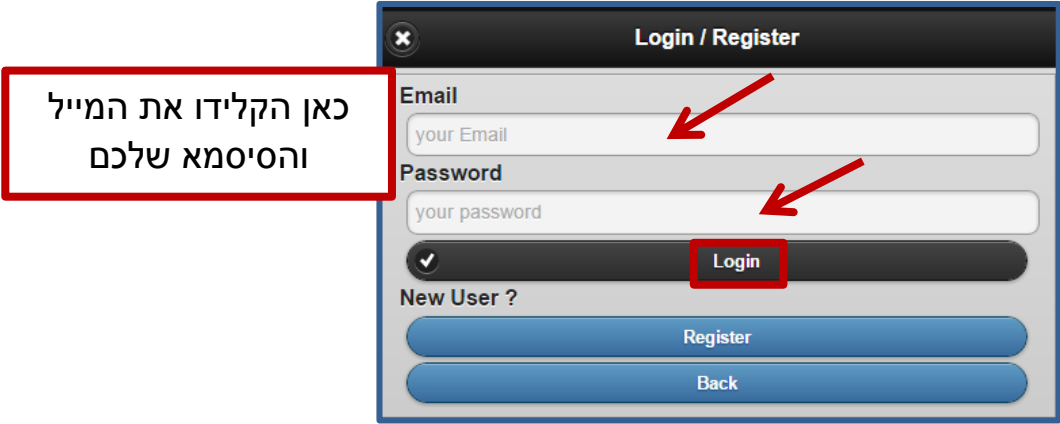 Login / Register
כאן הקלידו את המייל
והסיסמא שלכם
Email
your Email
Password
your password
Login
New User ?
Register
Back